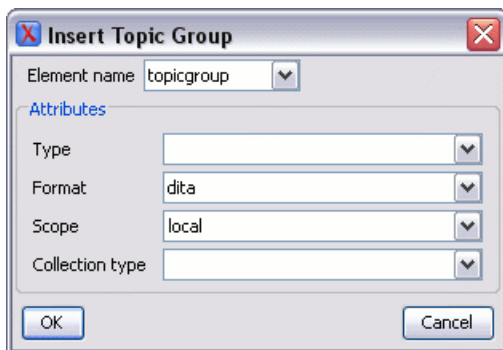 Insert Topic Group
Element name topicgroup
Attributes
Type
Format dita
Scope local
Collection type
OK Cancel